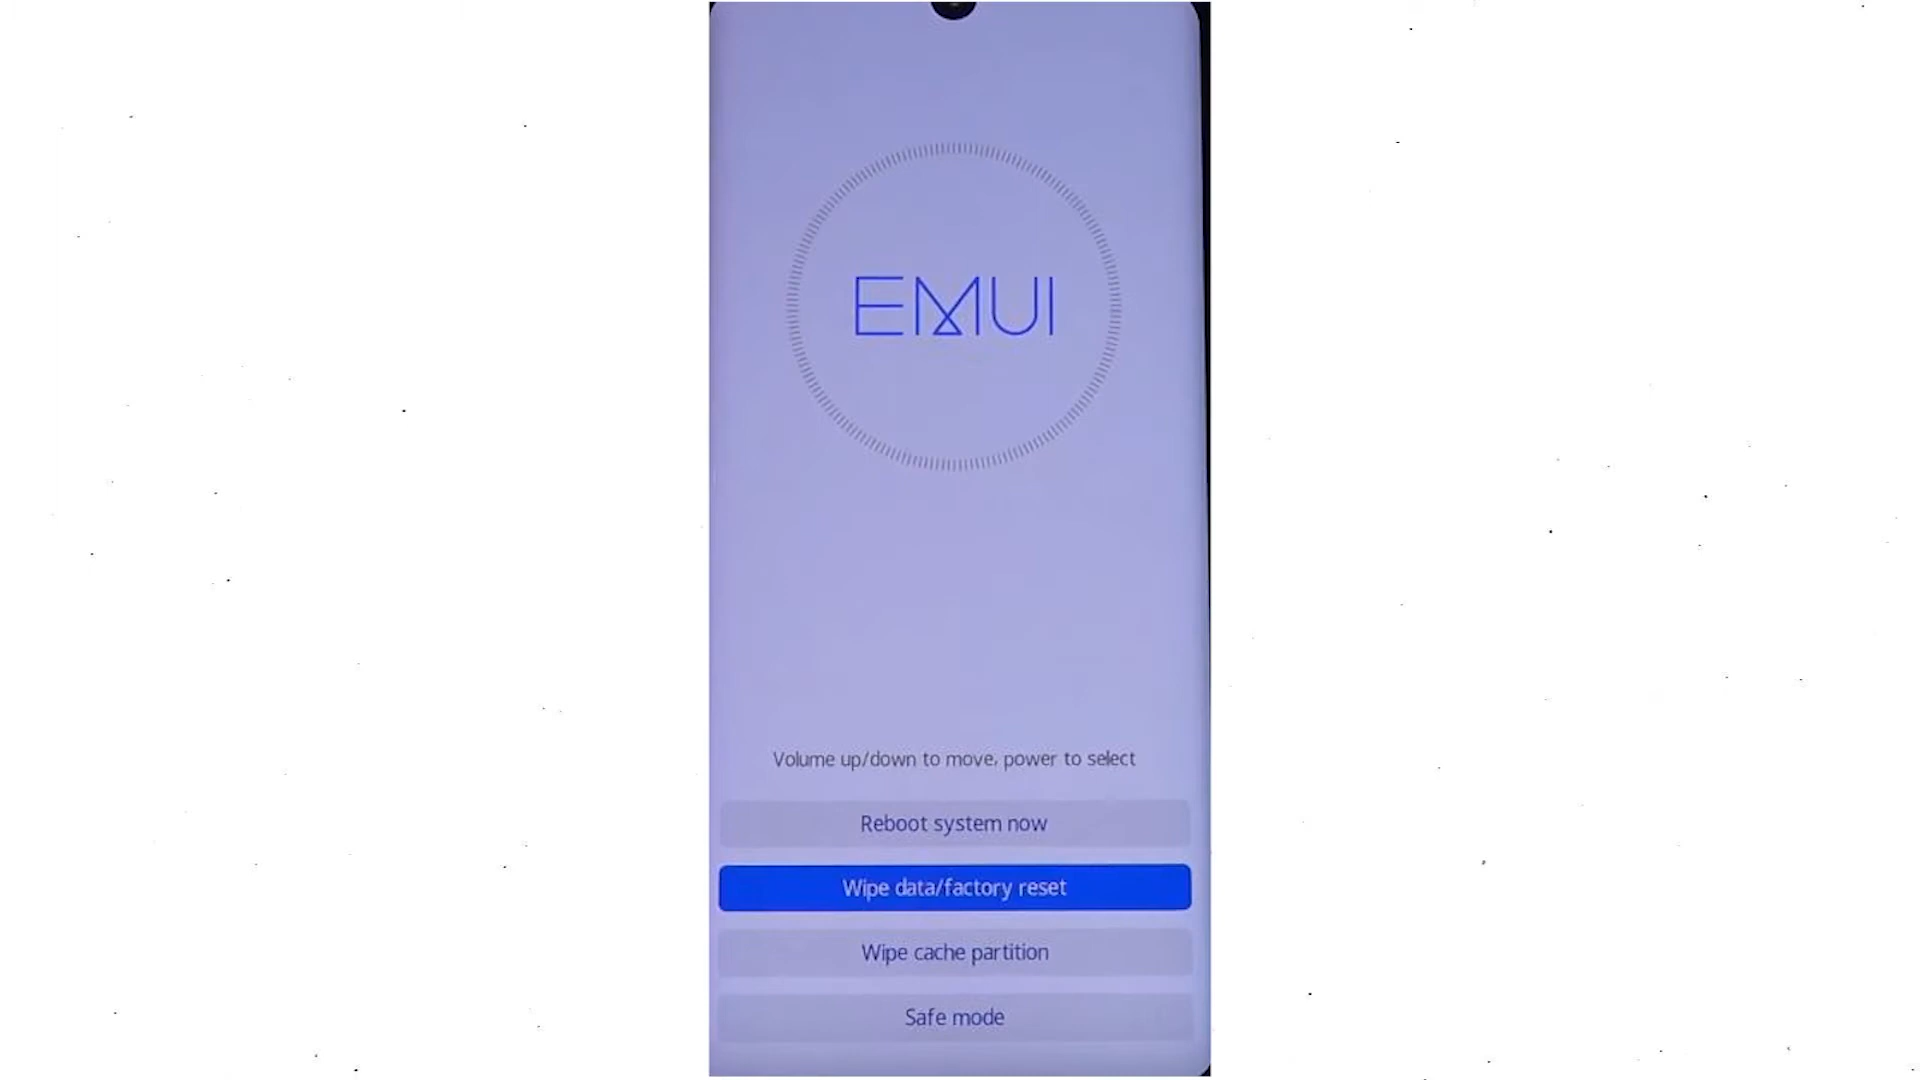 EMUI
Volume up/down to move, power to select
Reboot system now
Wipe data/factory reset
Wipe cache partition
Safe mode